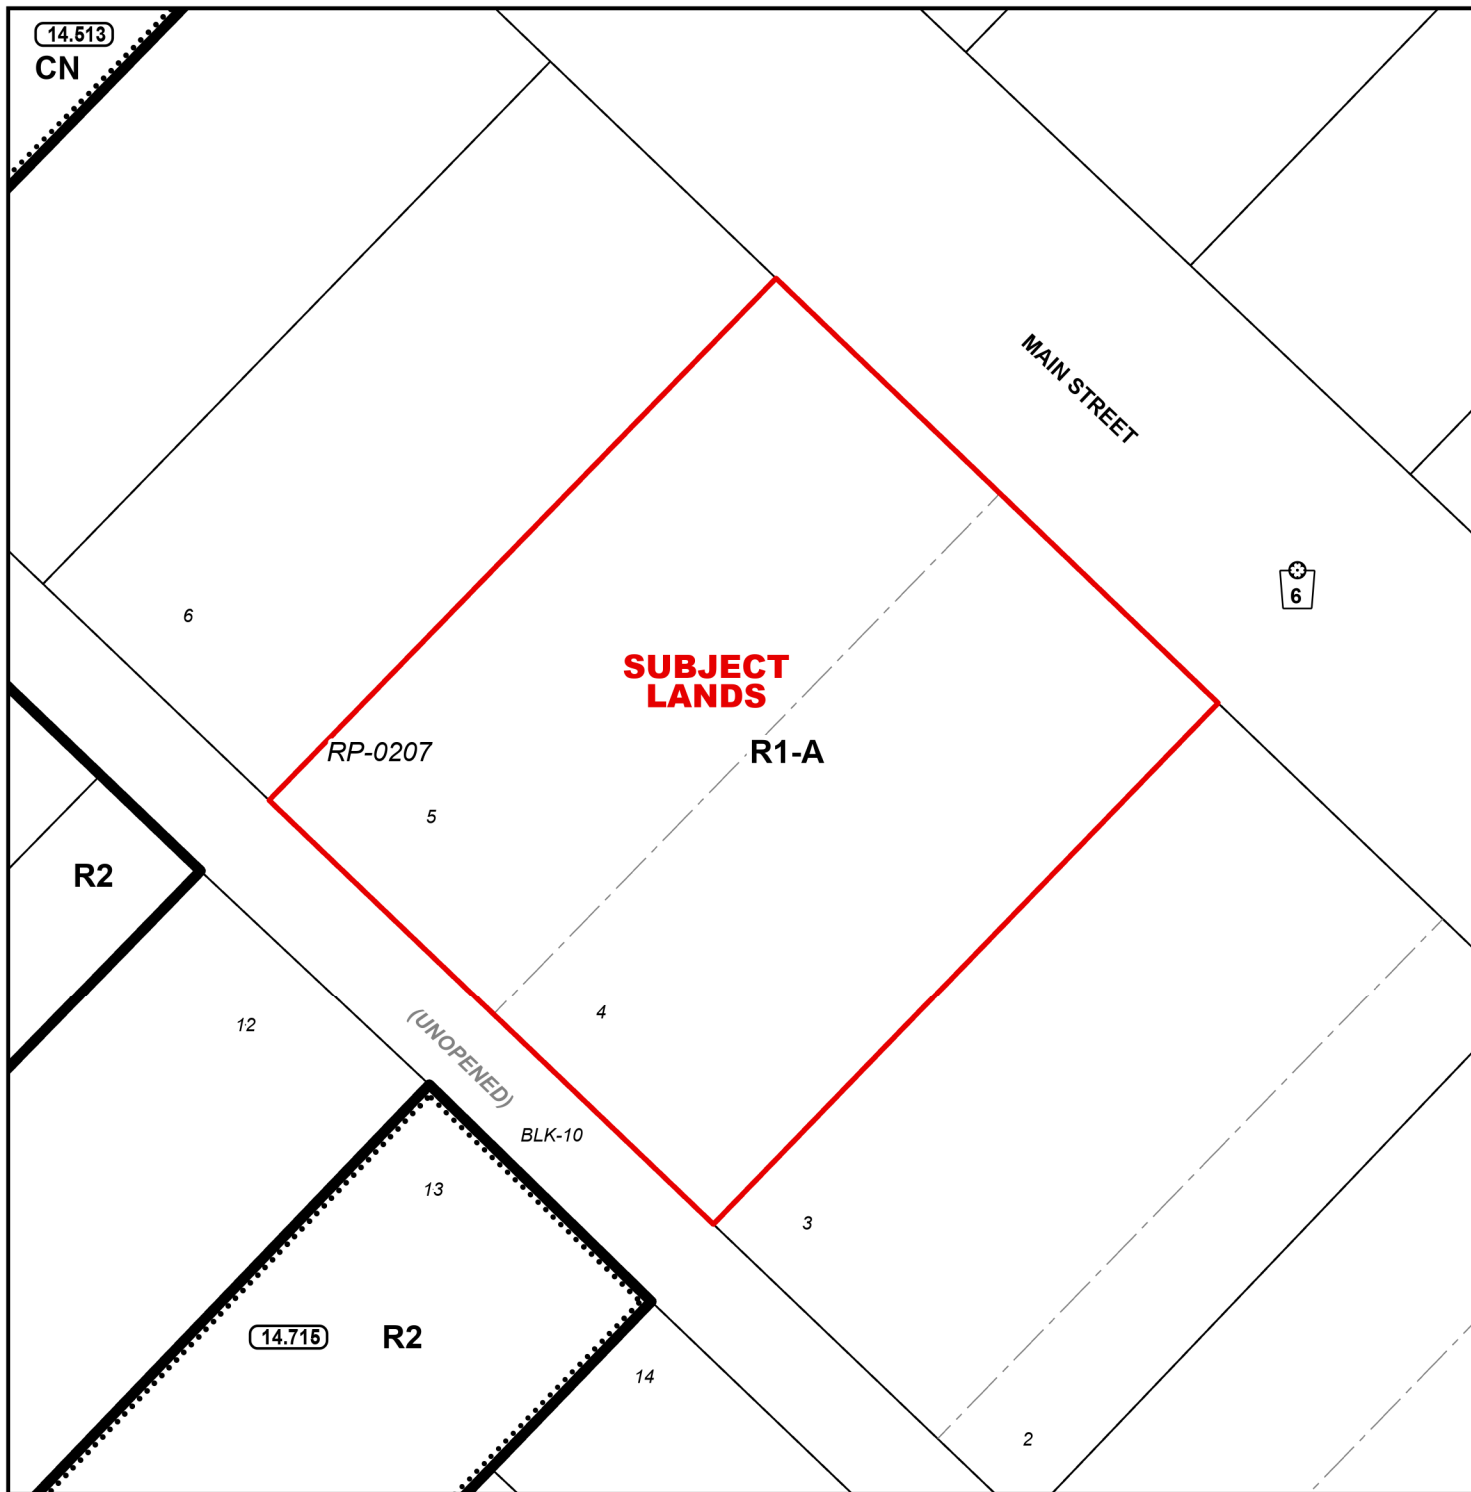 14.513
CN
MAIN STREET
6
6
SUBJECT
LANDS
RP-0207
R1-A
5
R2
4
12
(UNOPENED)
BLK-10
13
3
14.715
R2
14
2